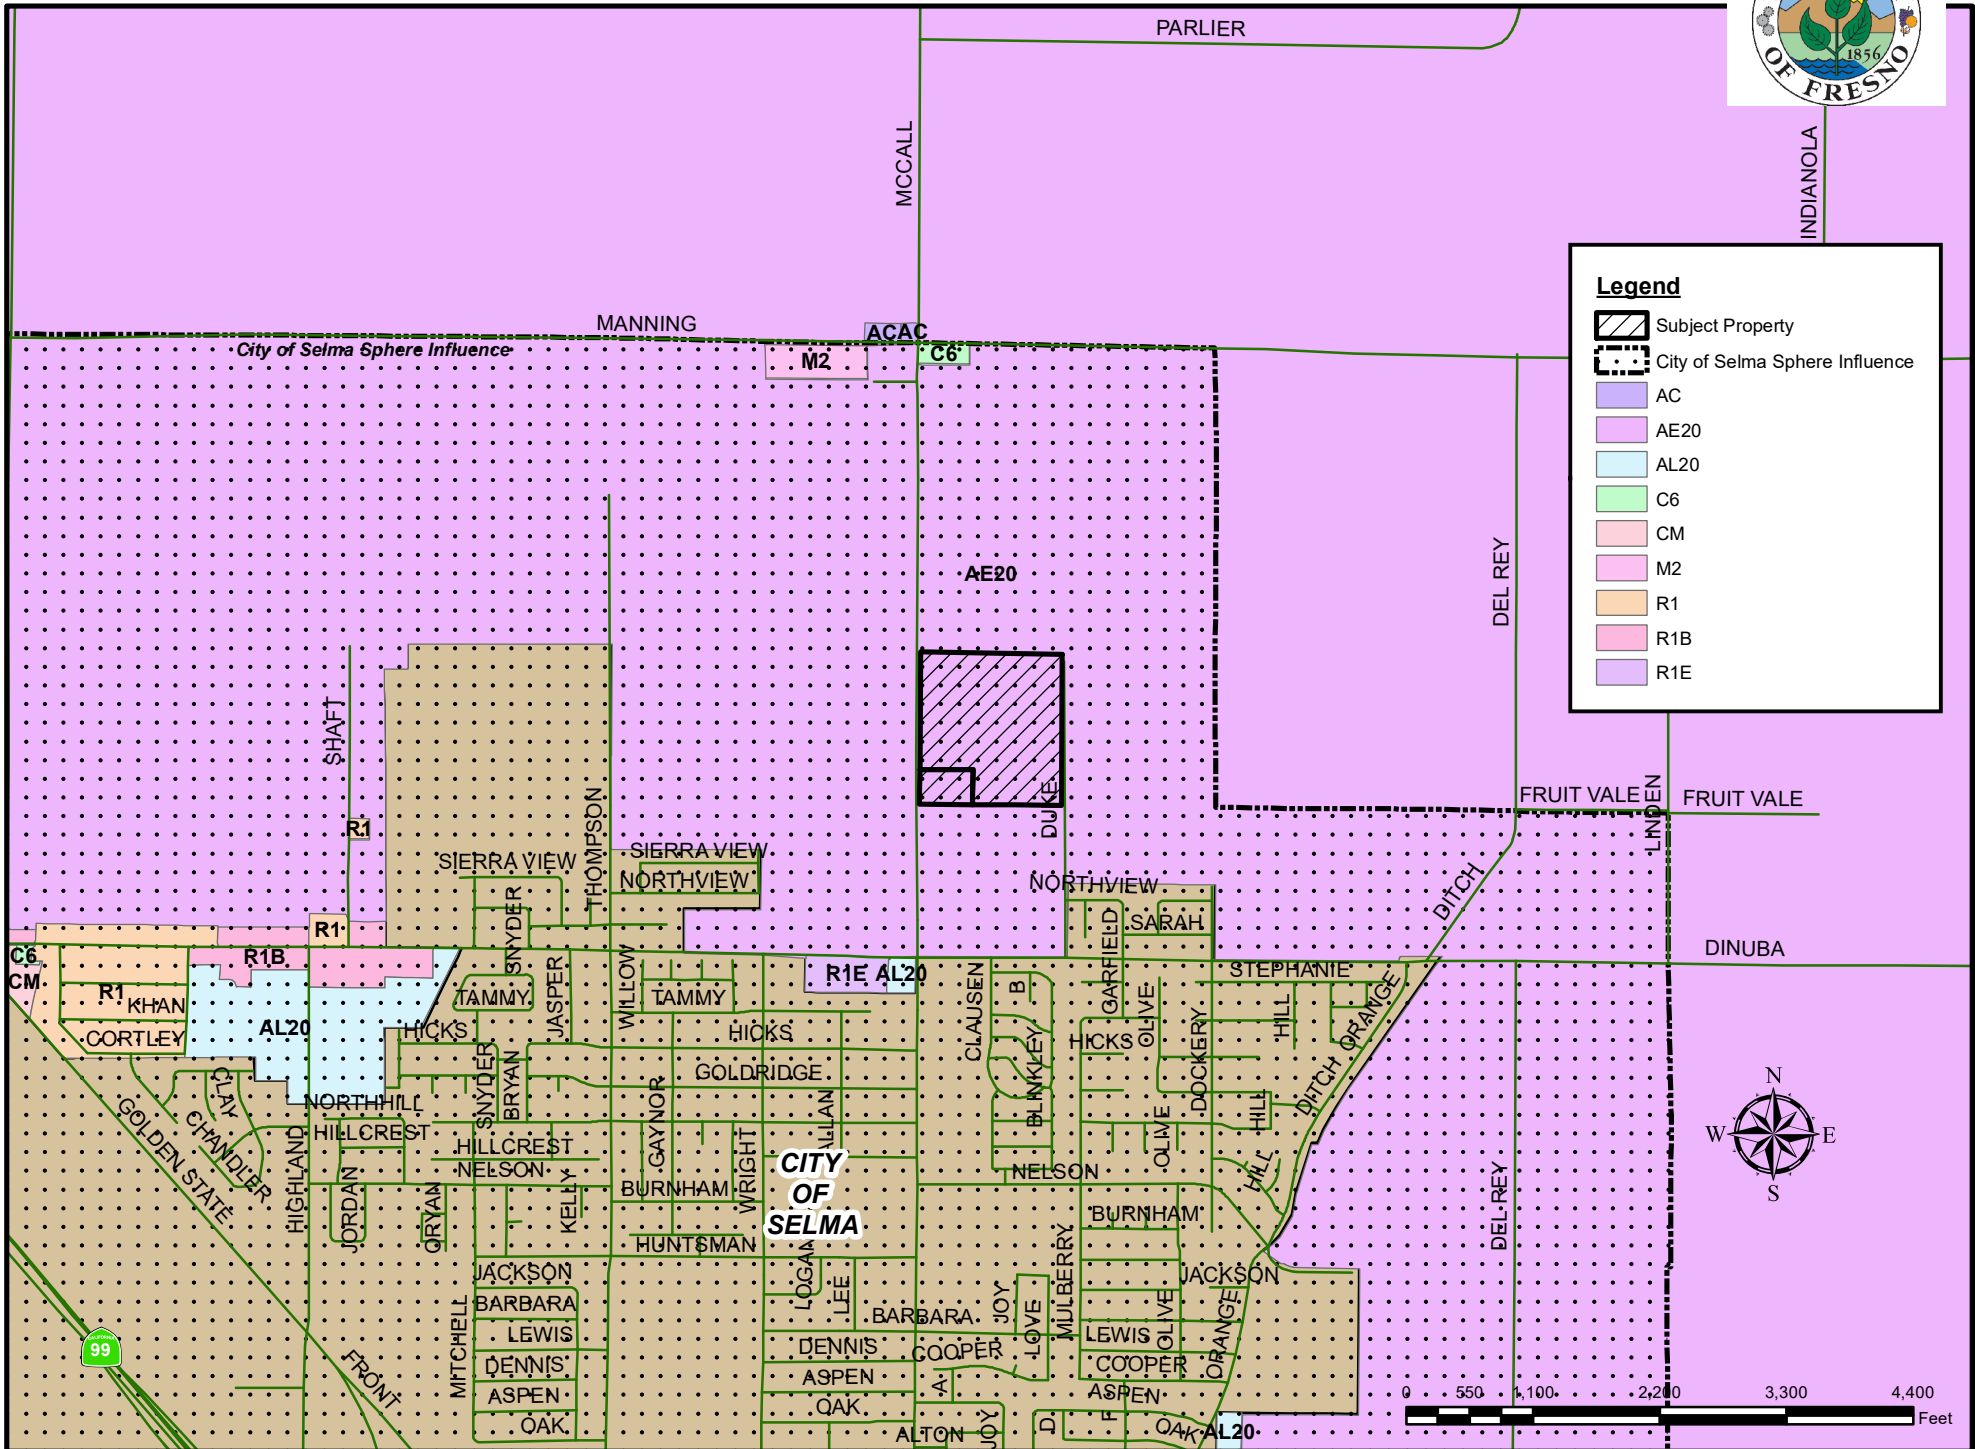 PARLIER
1856
OF FRESNO
MCCALL
INDIANOLA
Legend
Subject Property
City of Selma Sphere Influence
AC
AE20
AL20
C6
CM
M2
R1
R1B
R1E
MANNING
City of Selma Sphere Influence
ACAC
M2
C6
AE20
DEL REY
SHAFT
THOMPSON
DUKE
FRUIT VALE
LINDEN
FRUIT VALE
R1
SIERRA VIEW
SIERRA VIEW
NORTHVIEW
NORTHVIEW
DITCH
SNYDER
GARFIELD
SARAH
R1
DINUBA
C6
R1B
CM
R1
KHAN
CORTLEY
AL20
TAMMY
JASPER
WILLOW
TAMMY
R1E
AL20
CLAUSEN
B
OLIVE
STEPHANIE
HILL
ORANGE
HICKS
HICKS
HICKS
DOCKERY
SNYDER
BRYAN
GOLDRIDGE
BLINKLEY
DITCH
CLAY
NORTHHILL
GOLDEN STATE
CHANDLER
HIGHLAND
HILLCREST
HILLCREST
NELSON
GAYNOR
WRIGHT
ALLAN
OLIVE
HILL
NELSON
HILL
CITY
OF
SELMA
JORDAN
ORYAN
KELLY
BURNHAM
BURNHAM
DEL REY
HUNTSMAN
MULBERRY
JACKSON
JACKSON
LOGAN
LEE
JOY
LOVE
OLIVE
ORANGE
BARBARA
BARBARA
MITCHELL
LEWIS
LEWIS
DENNIS
DENNIS
COOPER
COOPER
ASPEN
ASPEN
ASPEN
A
OAK
OAK
OAK
ALTON
JOY
D
F
AL20
99
FRONT
N
W
E
S
0 550 1,100 2,200 3,300 4,400
Feet